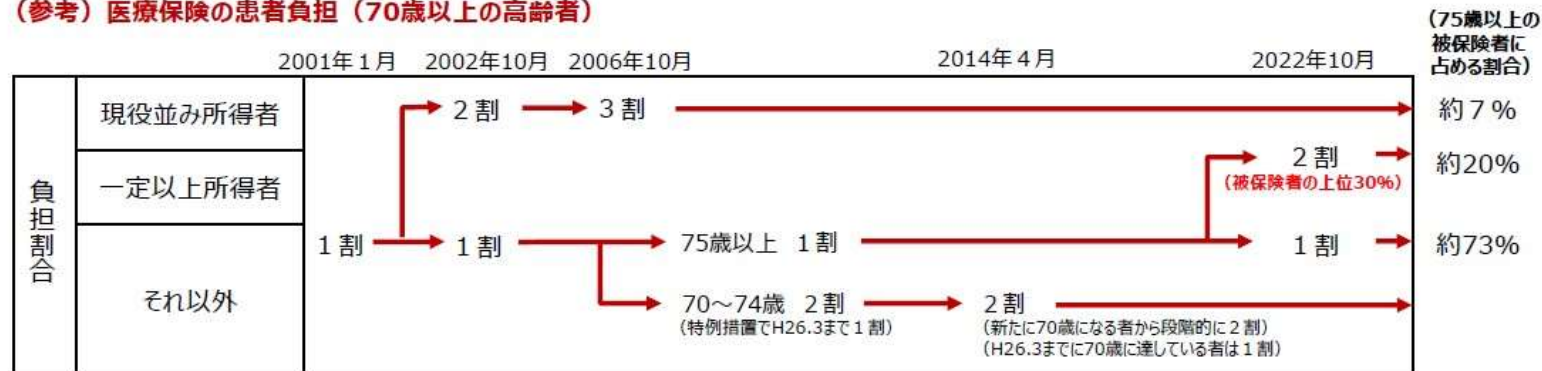 （参考）医療保険の患者負担（70歳以上の高齢者）
（75歳以上の
被保険者に
占める割合）
2001年１月
2002年10月
2006年10月
2014年４月
2022年10月
負担割合
現役並み所得者
２割
３割
約７%
一定以上所得者
２割
（被保険者の上位30%）
約20%
それ以外
１割
１割
75歳以上 １割
１割
約73%
70～74歳 ２割
（特例措置でH26.3まで１割）
２割
（新たに70歳になる者から段階的に２割）
（H26.3までに70歳に達している者は１割）